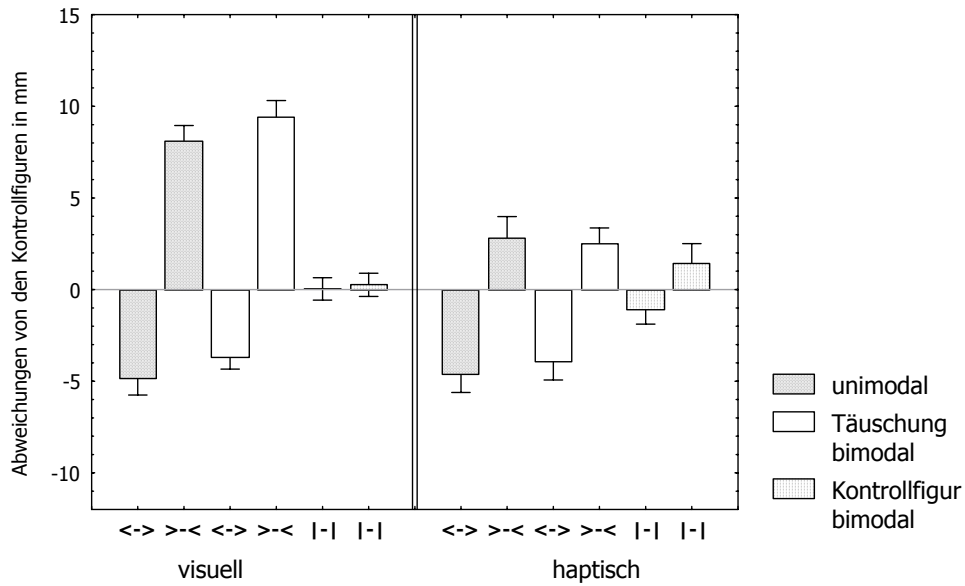 Abweichungen von den Kontrollfiguren in mm
15
10
5
0
-5
-10
<-> >-< <-> >-< |-| |-|
<-> >-< <-> >-< |-| |-|
visuell
haptisch
unimodal
Täuschung
bimodal
Kontrollfigur
bimodal